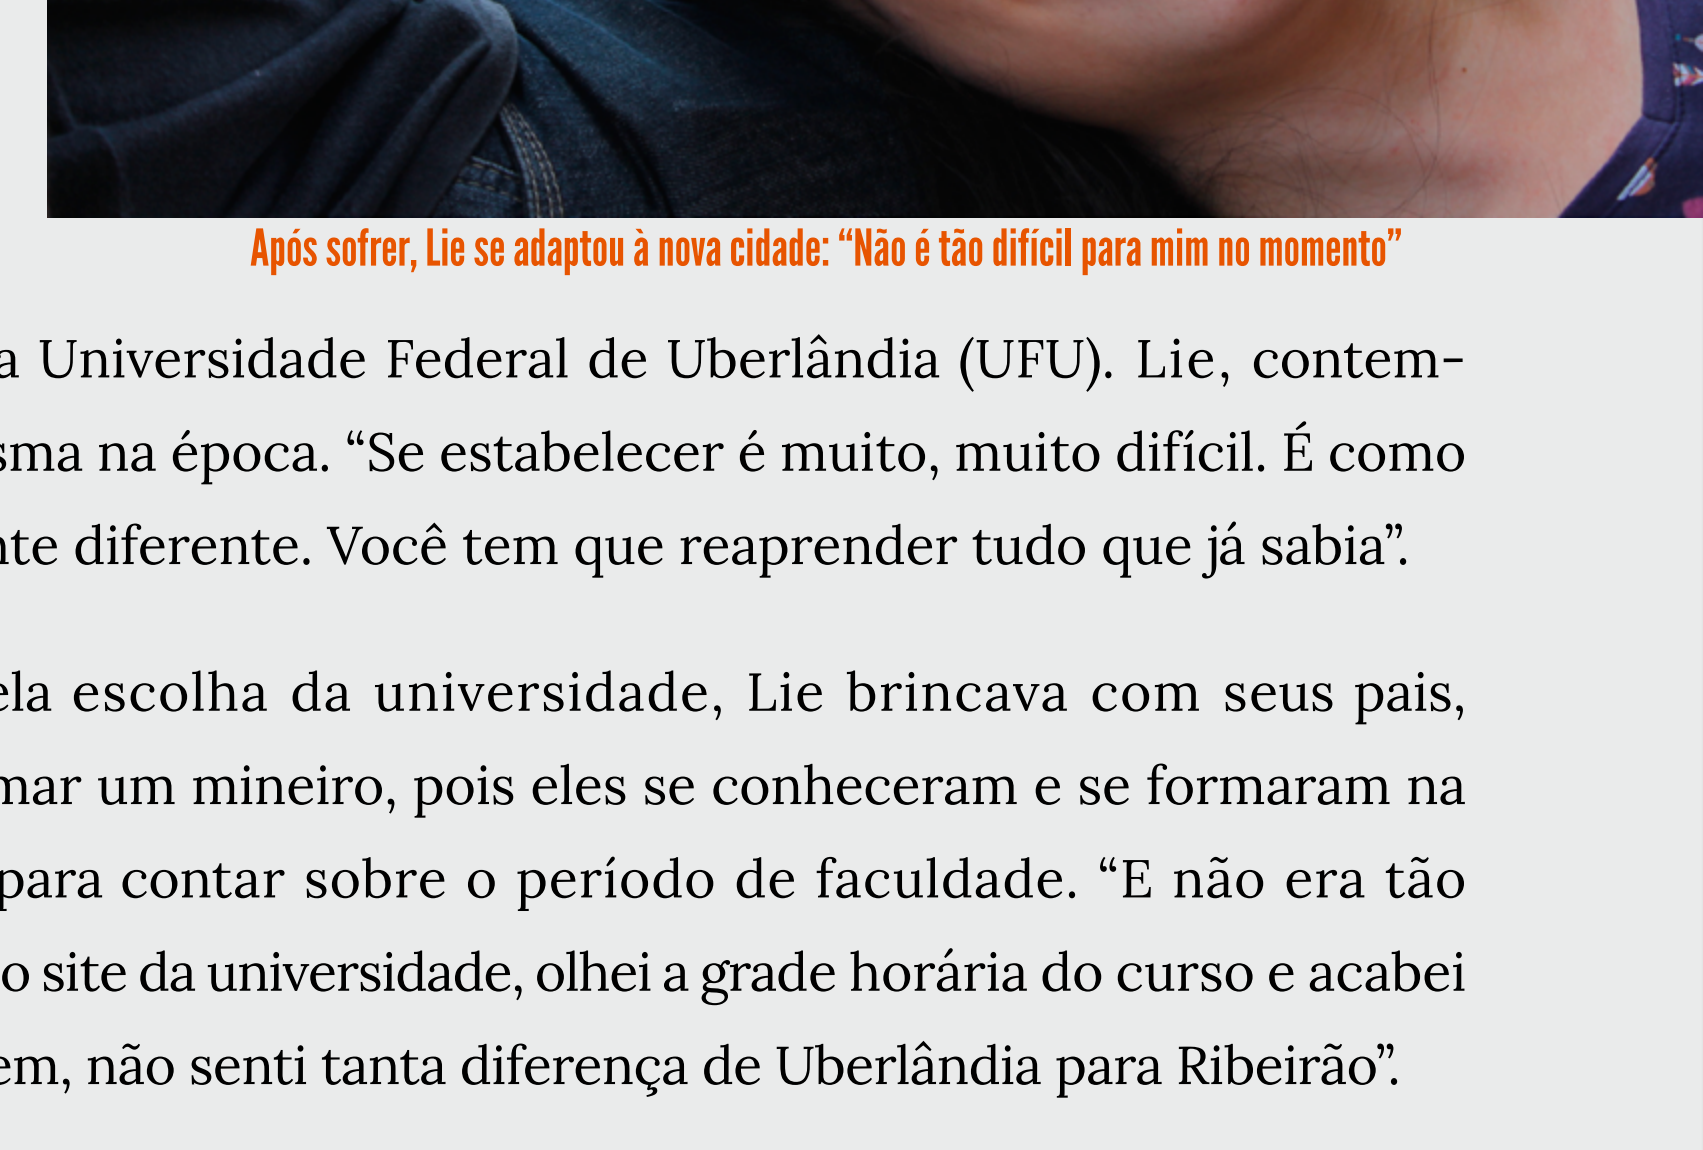 Após sofrer, Lie se adaptou à nova cidade: “Não é tão difícil para mim no momento”
a Universidade Federal de Uberlândia (UFU). Lie, contem-
sma na época. “Se estabelecer é muito, muito difícil. É como
nte diferente. Você tem que reaprender tudo que já sabia”.
ela escolha da universidade, Lie brincava com seus pais,
mar um mineiro, pois eles se conheceram e se formaram na
para contar sobre o período de faculdade. “E não era tão
o site da universidade, olhei a grade horária do curso e acabei
em, não senti tanta diferença de Uberlândia para Ribeirão”.